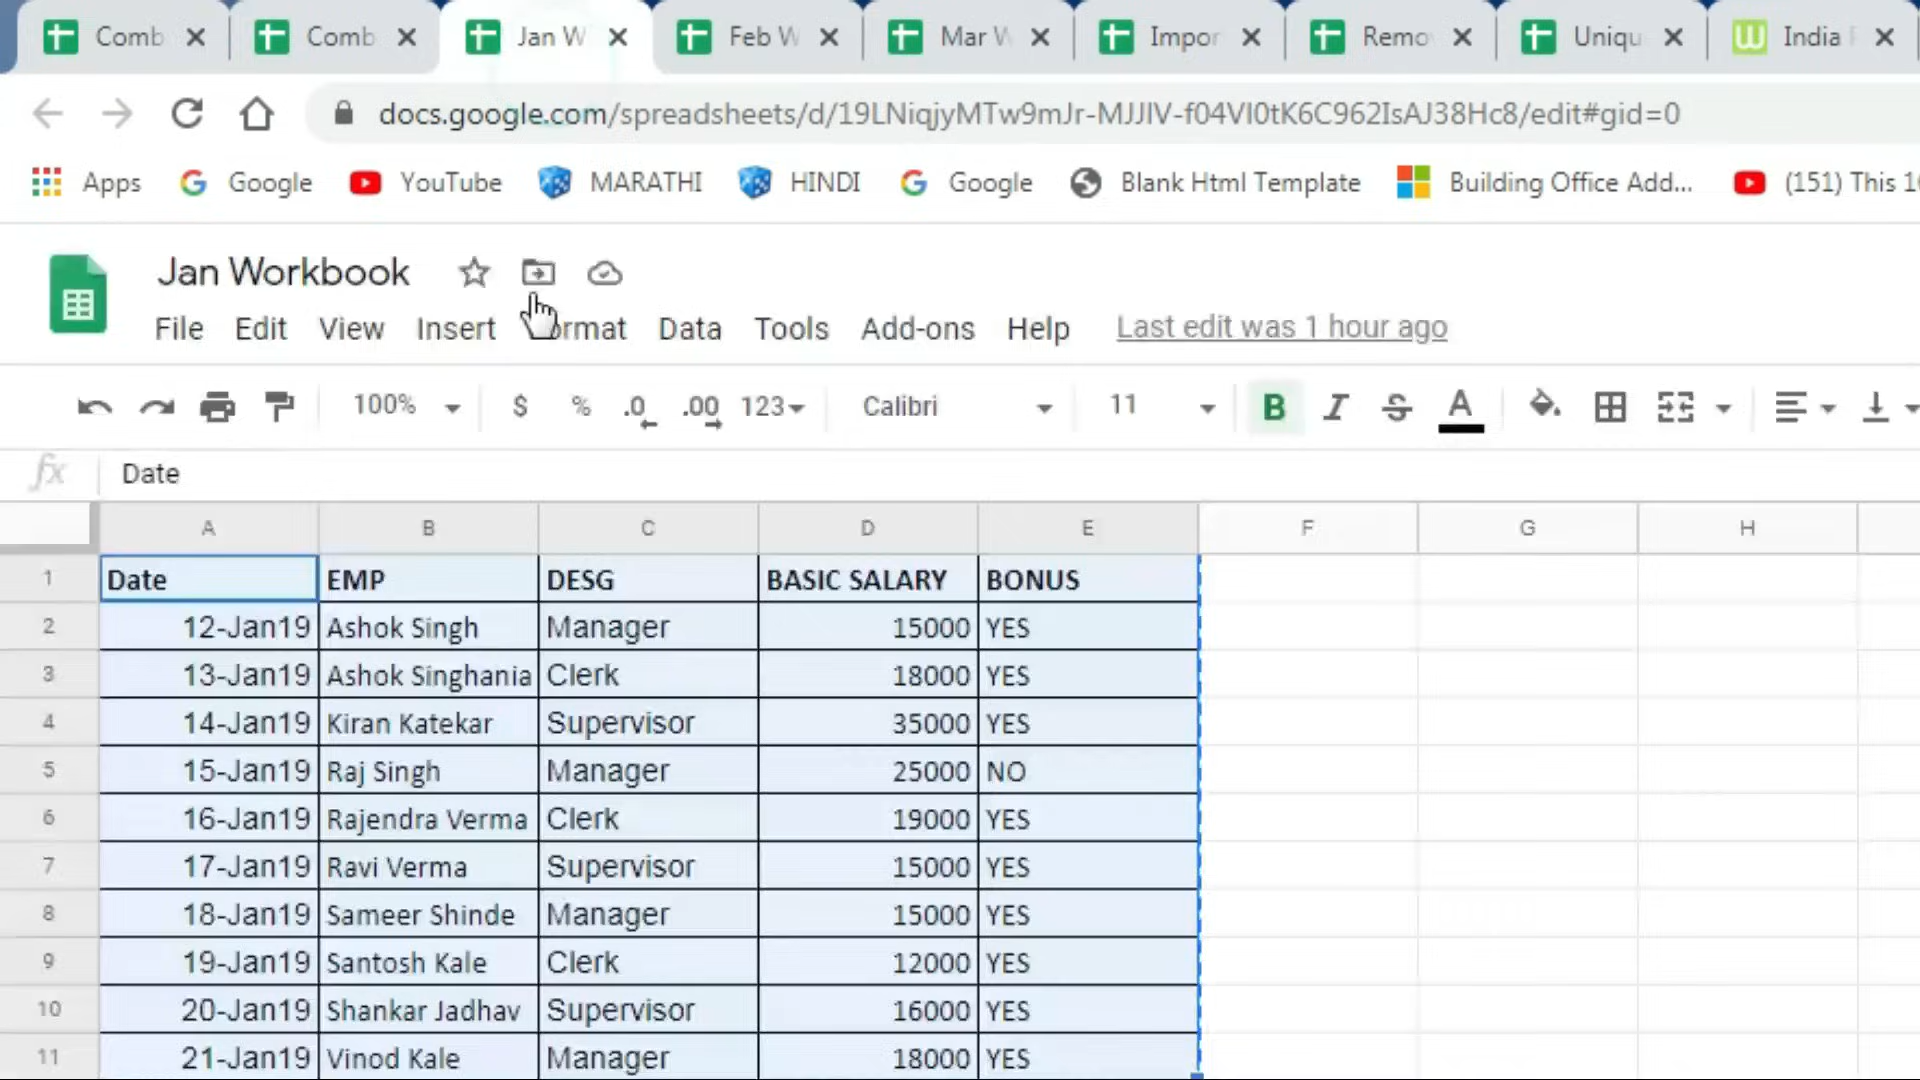 Comb Comb Jan W Feb W Mar W Impor Remo Uniqu India
docs.google.com/spreadsheets/d/19LNiqjyMTw9mJr-MJJIV-f04VI0tK6C962IsAJ38Hc8/edit#gid=0
Apps Google YouTube MARATHI HINDI Google Blank Html Template Building Office Add... (151) This
Jan Workbook
File Edit View Insert ormat Data Tools Add-ons Help Last edit was 1 hour ago
100% $ % .0 .00 123 Calibri 11 B I S A
fx Date
A B C D E F G H
1 Date EMP DESG BASIC SALARY BONUS
2 12-Jan19 Ashok Singh Manager 15000 YES
3 13-Jan19 Ashok Singhania Clerk 18000 YES
4 14-Jan19 Kiran Katekar Supervisor 35000 YES
5 15-Jan19 Raj Singh Manager 25000 NO
6 16-Jan19 Rajendra Verma Clerk 19000 YES
7 17-Jan19 Ravi Verma Supervisor 15000 YES
8 18-Jan19 Sameer Shinde Manager 15000 YES
9 19-Jan19 Santosh Kale Clerk 12000 YES
10 20-Jan19 Shankar Jadhav Supervisor 16000 YES
11 21-Jan19 Vinod Kale Manager 18000 YES